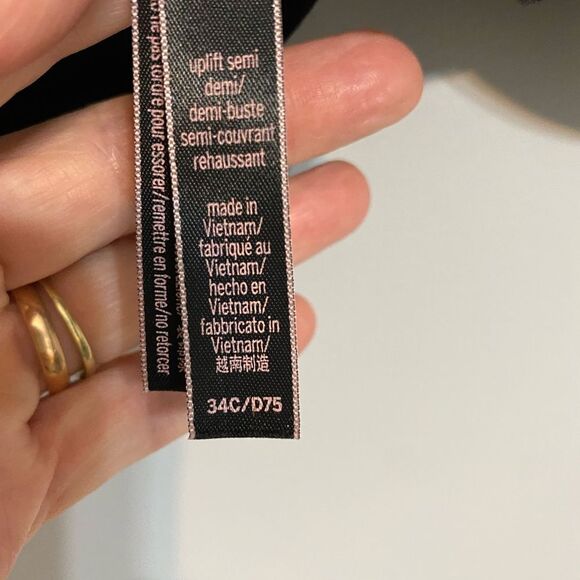 uplift semi
demi/
demi-buste
semi-couvrant
rehaussant
made in
Vietnam/
fabriqué au
Vietnam/
hecho en
Vietnam/
fabbricato in
Vietnam/
越南制造
34C/D75
pas tordre pour essorer/remettre en forme/no retorcer